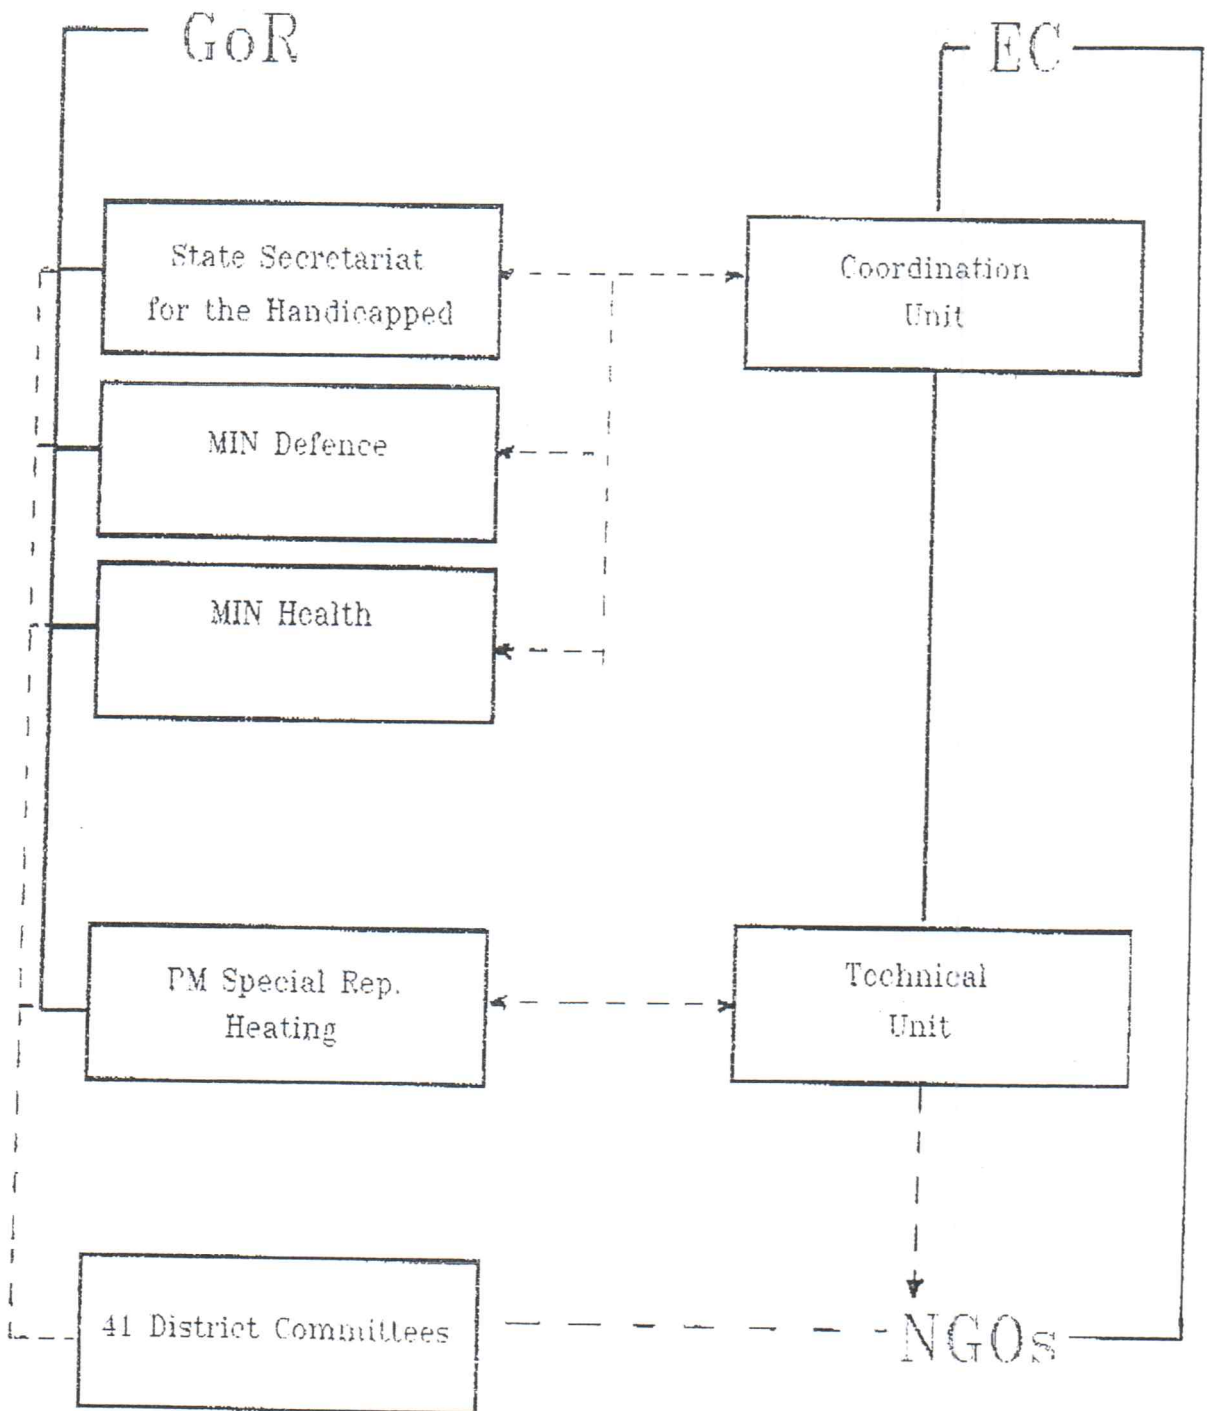 GoR
EC
State Secretariat
for the Handicapped
Coordination
Unit
MIN Defence
MIN Health
PM Special Rep.
Heating
Technical
Unit
41 District Committees
NGOs